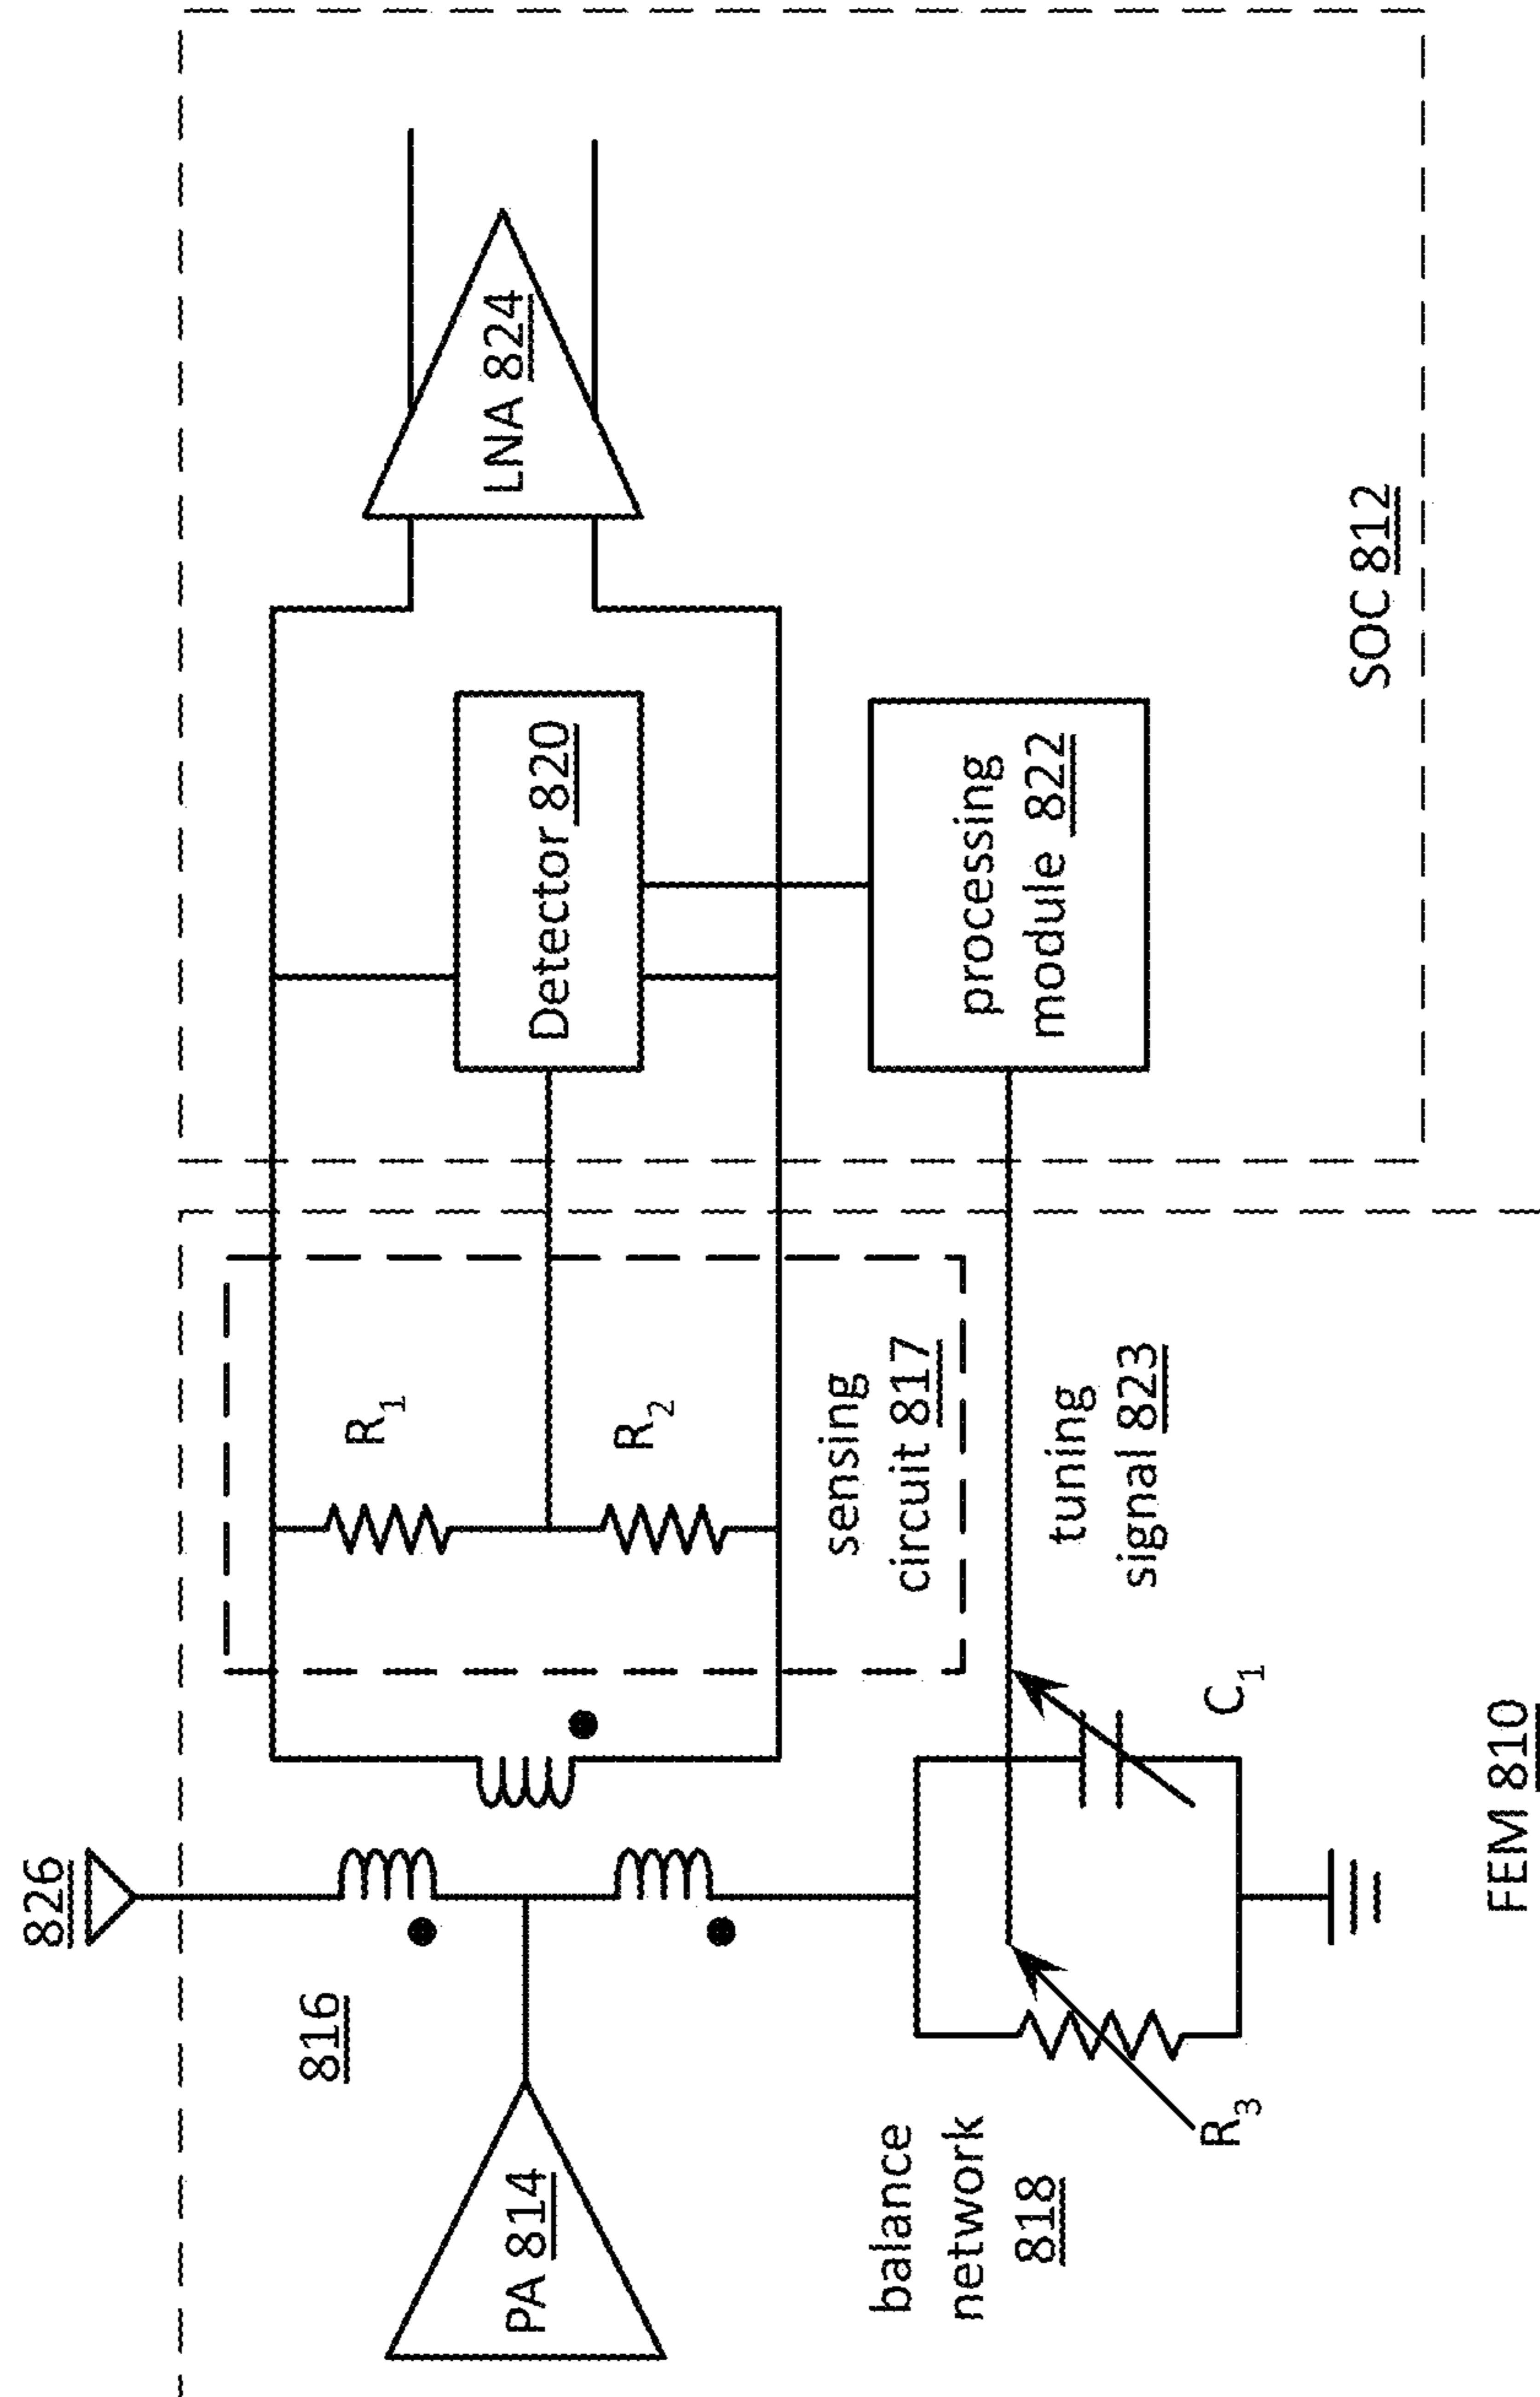 826
816
PA 814
balance
network
818
R3
C1
R1
R2
sensing
circuit 817
tuning
signal 823
FEM 810
Detector 820
processing
module 822
LNA 824
SOC 812